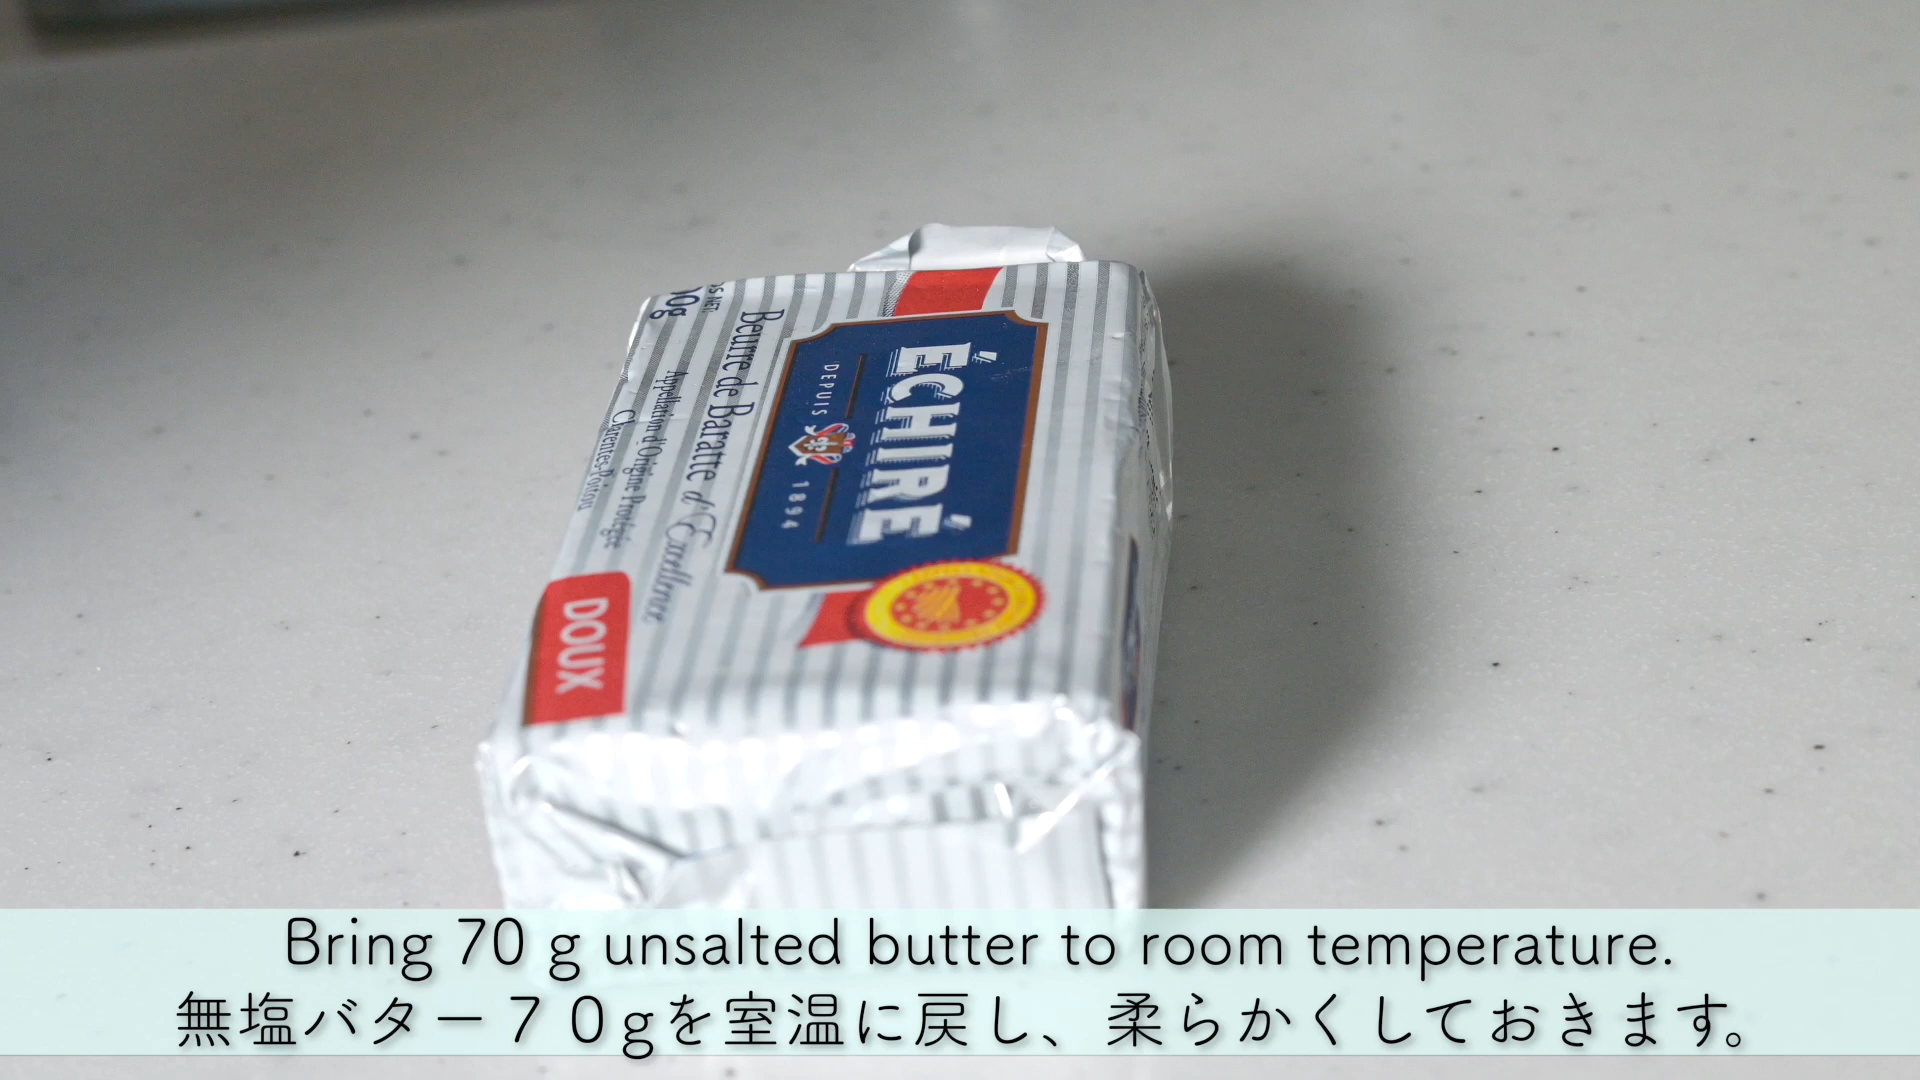 ÉCHIRÉ
DEPUIS 1894
Beurre de Baratte d'Excellence
Appellation d'Origine Protégée
Charentes-Poitou
DOUX
Bring 70 g unsalted butter to room temperature.
無塩バター７０gを室温に戻し、柔らかくしておきます。